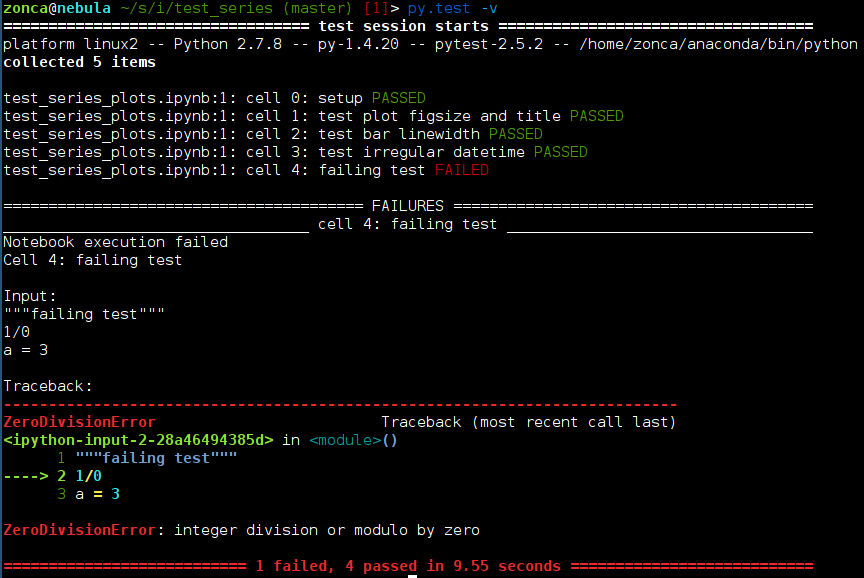 zonca@nebula ~/s/i/test_series (master) [1]> py.test -v
================================== test session starts ===================================
platform linux2 -- Python 2.7.8 -- py-1.4.20 -- pytest-2.5.2 -- /home/zonca/anaconda/bin/python
collected 5 items
test_series_plots.ipynb:1: cell 0: setup PASSED
test_series_plots.ipynb:1: cell 1: test plot figsize and title PASSED
test_series_plots.ipynb:1: cell 2: test bar linewidth PASSED
test_series_plots.ipynb:1: cell 3: test irregular datetime PASSED
test_series_plots.ipynb:1: cell 4: failing test FAILED
======================================== FAILURES ========================================
__________________________________ cell 4: failing test __________________________________
Notebook execution failed
Cell 4: failing test
Input:
"""failing test"""
1/0
a = 3
Traceback:
---------------------------------------------------------------------------
ZeroDivisionError                         Traceback (most recent call last)
<ipython-input-2-28a46494385d> in <module>()
      1 """failing test"""
----> 2 1/0
      3 a = 3
ZeroDivisionError: integer division or modulo by zero
=========================== 1 failed, 4 passed in 9.55 seconds ===========================